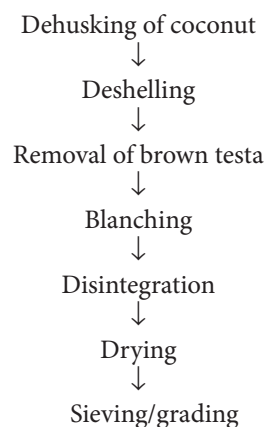 Dehusking of coconut
↓
Deshelling
↓
Removal of brown testa
↓
Blanching
↓
Disintegration
↓
Drying
↓
Sieving/grading